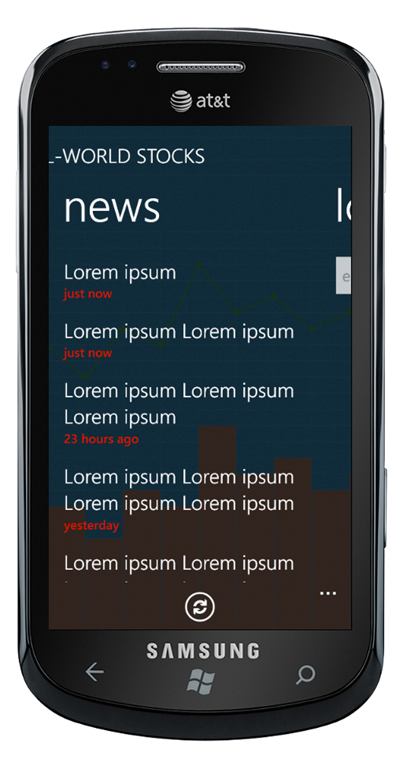 at&t
L-WORLD STOCKS
news
Lorem ipsum
just now
Lorem ipsum Lorem ipsum
just now
Lorem ipsum Lorem ipsum
Lorem ipsum
23 hours ago
Lorem ipsum Lorem ipsum
Lorem ipsum Lorem ipsum
yesterday
Lorem ipsum Lorem ipsum
...
SAMSUNG